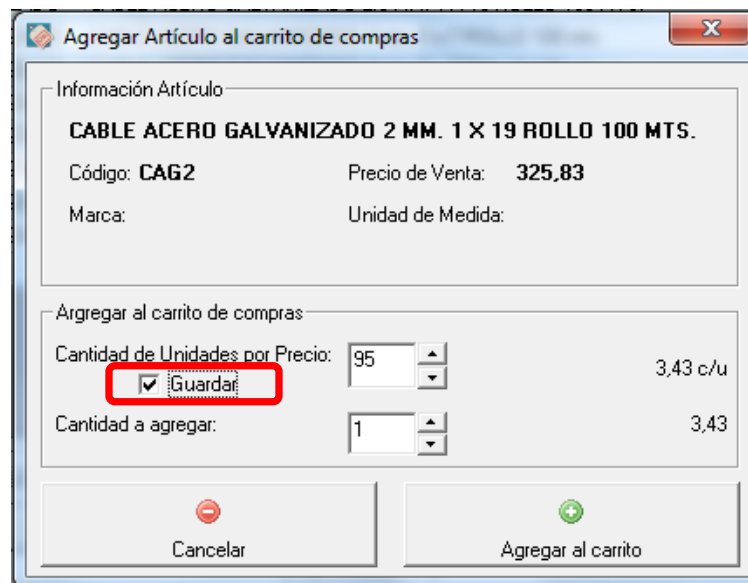 Agregar Artículo al carrito de compras
Información Artículo
CABLE ACERO GALVANIZADO 2 MM. 1 X 19 ROLLO 100 MTS.
Código: CAG2 Precio de Venta: 325,83
Marca: Unidad de Medida:
Argregar al carrito de compras
Cantidad de Unidades por Precio: 95 3,43 c/u
Guardar
Cantidad a agregar: 1 3,43
Cancelar Agregar al carrito